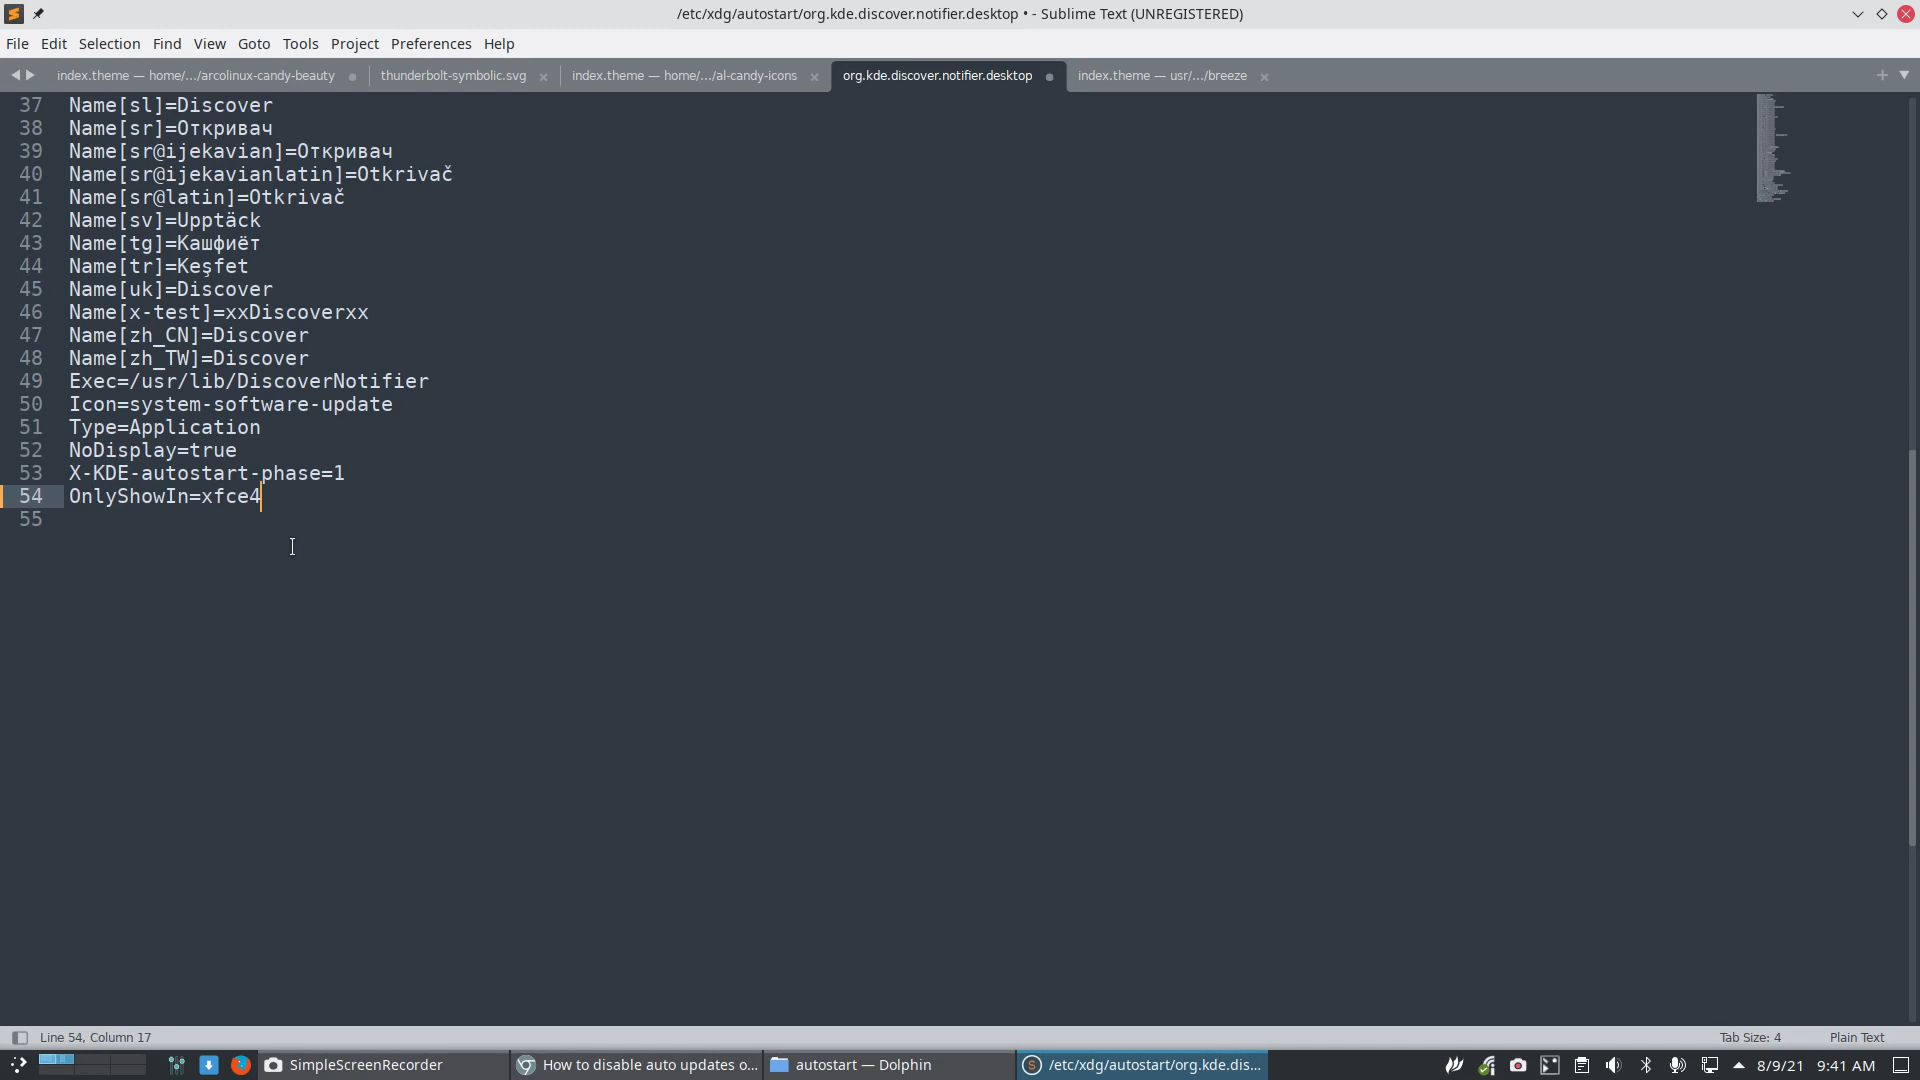 /etc/xdg/autostart/org.kde.discover.notifier.desktop • - Sublime Text (UNREGISTERED)
File Edit Selection Find View Goto Tools Project Preferences Help
index.theme — home/.../arcolinux-candy-beauty thunderbolt-symbolic.svg index.theme — home/.../al-candy-icons org.kde.discover.notifier.desktop index.theme — usr/.../breeze
37 Name[sl]=Discover
38 Name[sr]=Откривач
39 Name[sr@ijekavian]=Откривач
40 Name[sr@ijekavianlatin]=Otkrivač
41 Name[sr@latin]=Otkrivač
42 Name[sv]=Upptäck
43 Name[tg]=Кашфиёт
44 Name[tr]=Keşfet
45 Name[uk]=Discover
46 Name[x-test]=xxDiscoverxx
47 Name[zh_CN]=Discover
48 Name[zh_TW]=Discover
49 Exec=/usr/lib/DiscoverNotifier
50 Icon=system-software-update
51 Type=Application
52 NoDisplay=true
53 X-KDE-autostart-phase=1
54 OnlyShowIn=xfce4
55
Line 54, Column 17 Tab Size: 4 Plain Text
SimpleScreenRecorder How to disable auto updates o... autostart — Dolphin /etc/xdg/autostart/org.kde.dis... 8/9/21 9:41 AM